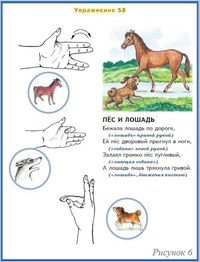 Упражнение 58
ПЁС И ЛОШАДЬ
Бежала лошадь по дороге,
(«лошадь» правой рукой)
Ей пёс дворовый прыгнул в ноги,
(«собака» левой рукой)
Залаял громко пёс пугливый,
(«лающая собака»)
А лошадь лишь тряхнула гривой.
(«лошадь», движения кистью)
Рисунок 6